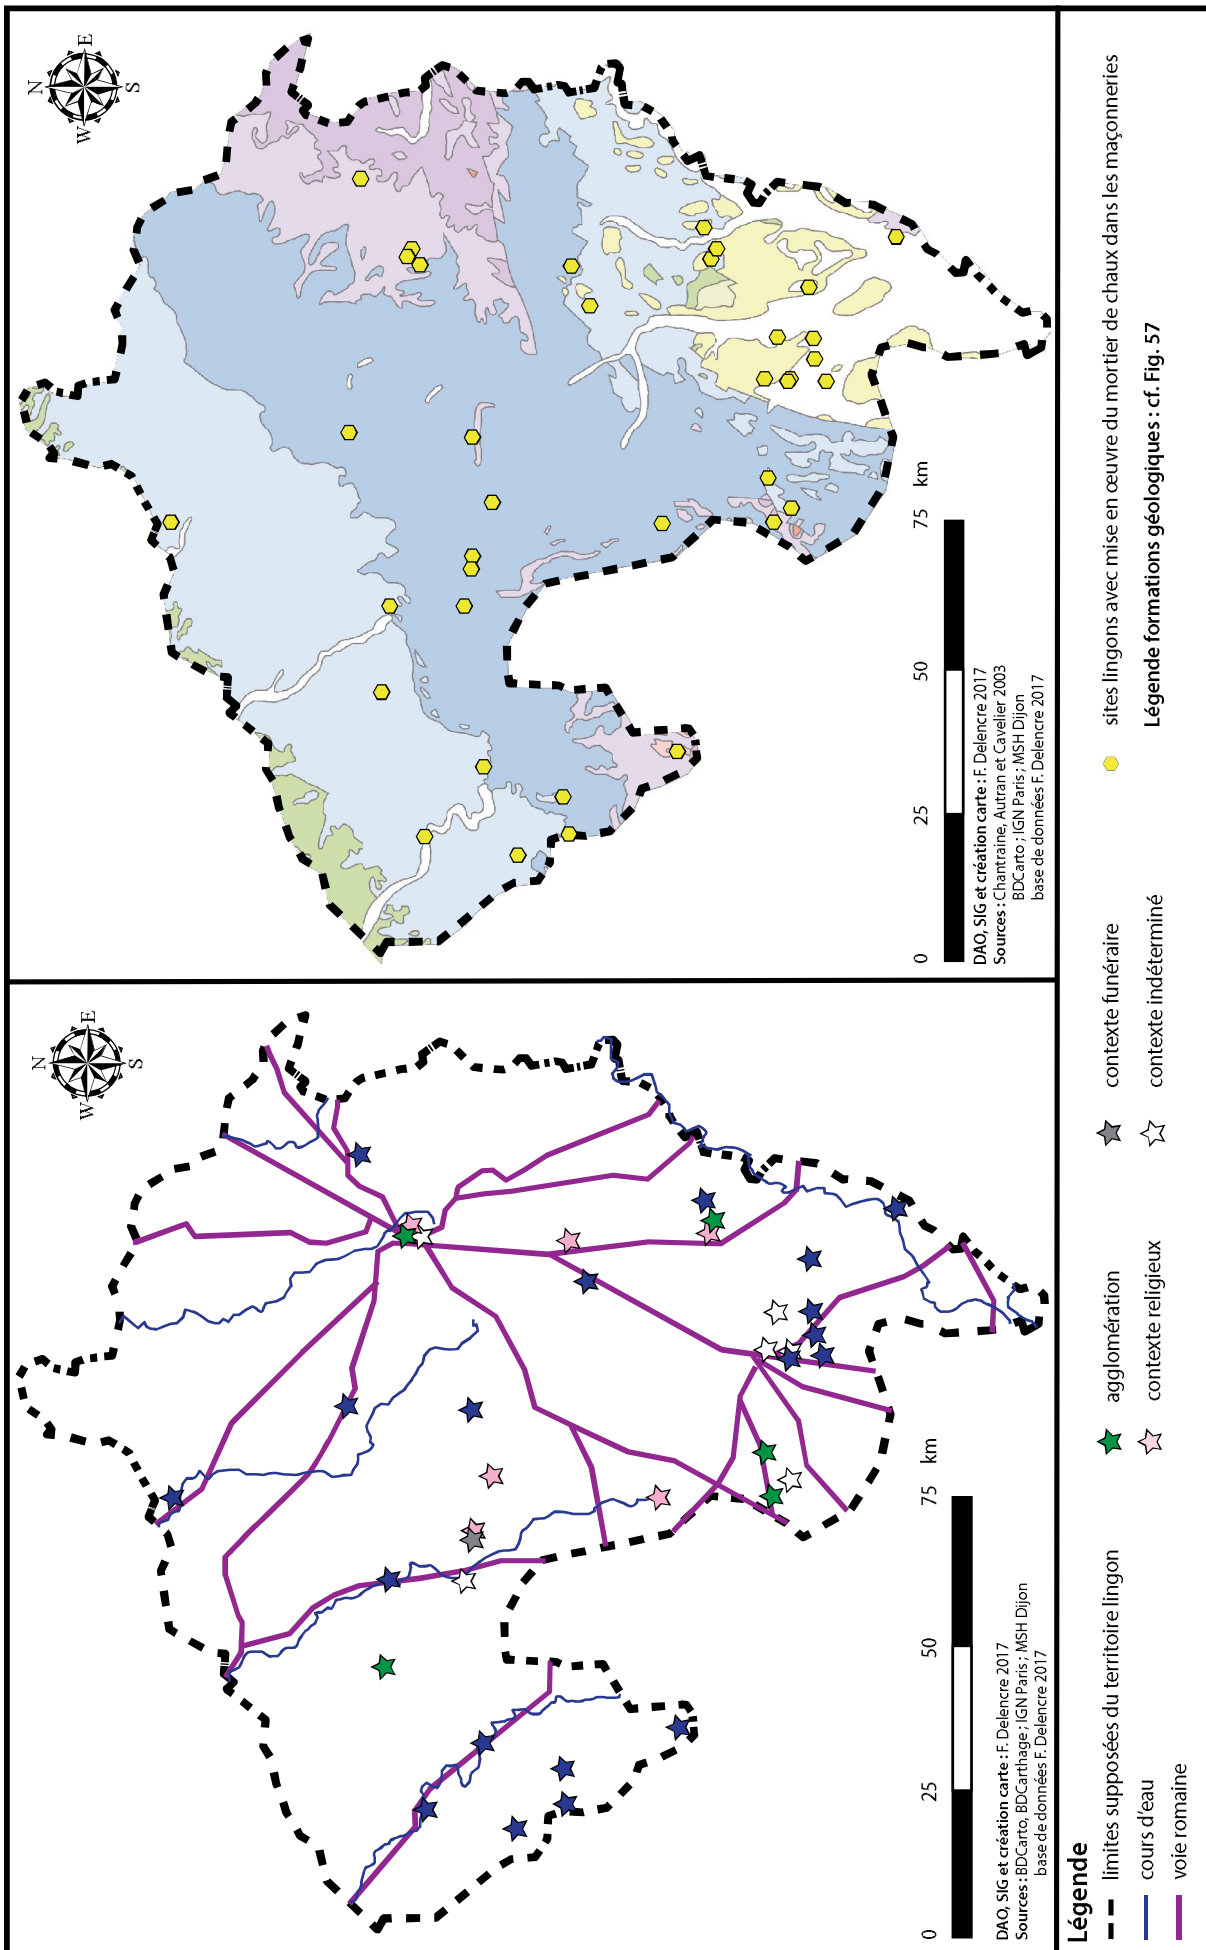 N
W
E
S
0
25
50
75
km
DAO, SIG et création carte : F. Delencre 2017
Sources : BDCarto, BDCarthage ; IGN Paris ; MSH Dijon
base de données F. Delencre 2017
N
W
E
S
0
25
50
75
km
DAO, SIG et création carte : F. Delencre 2017
Sources : Chantraine, Autran et Cavelier 2003
BDCarto ; IGN Paris ; MSH Dijon
base de données F. Delencre 2017
Légende
limites supposées du territoire lingon
cours d'eau
voie romaine
agglomération
contexte religieux
contexte funéraire
contexte indéterminé
sites lingons avec mise en œuvre du mortier de chaux dans les maçonneries
Légende formations géologiques : cf. Fig. 57